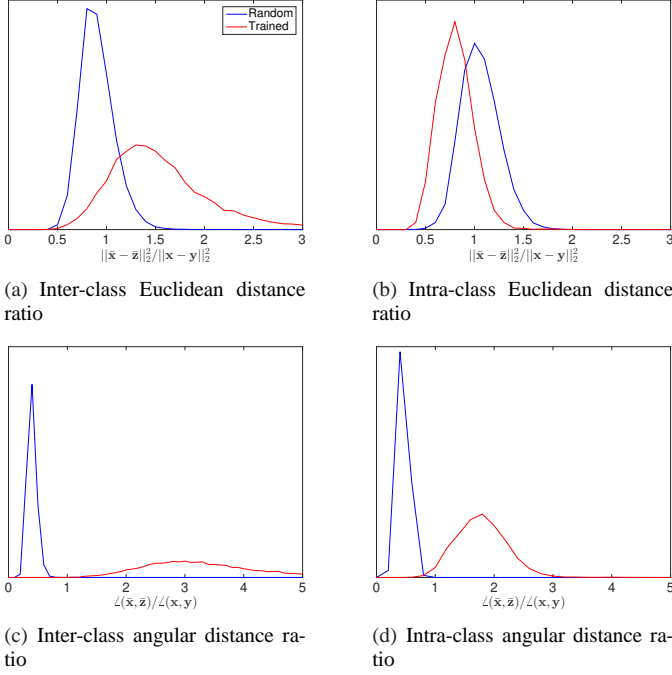 Random
Trained
0 0.5 1 1.5 2 2.5 3
||x̄ − z̄||₂²/||x − y||₂²
(a) Inter-class Euclidean distance
ratio
0 0.5 1 1.5 2 2.5 3
||x̄ − z̄||₂²/||x − y||₂²
(b) Intra-class Euclidean distance
ratio
0 1 2 3 4 5
∠(x̄, z̄)/∠(x, y)
(c) Inter-class angular distance ra-
tio
0 1 2 3 4 5
∠(x̄, z̄)/∠(x, y)
(d) Intra-class angular distance ra-
tio